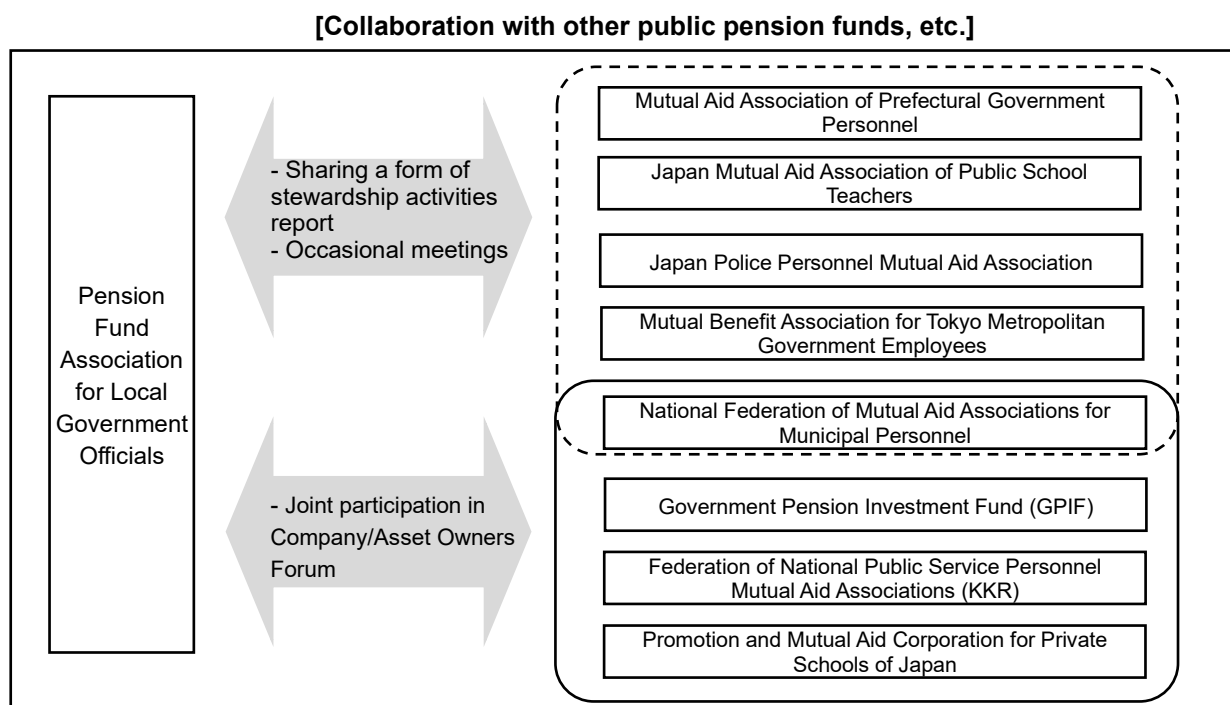 [Collaboration with other public pension funds, etc.]
Pension
Fund
Association
for Local
Government
Officials
- Sharing a form of
stewardship activities
report
- Occasional meetings
- Joint participation in
Company/Asset Owners
Forum
Mutual Aid Association of Prefectural Government
Personnel
Japan Mutual Aid Association of Public School
Teachers
Japan Police Personnel Mutual Aid Association
Mutual Benefit Association for Tokyo Metropolitan
Government Employees
National Federation of Mutual Aid Associations for
Municipal Personnel
Government Pension Investment Fund (GPIF)
Federation of National Public Service Personnel
Mutual Aid Associations (KKR)
Promotion and Mutual Aid Corporation for Private
Schools of Japan